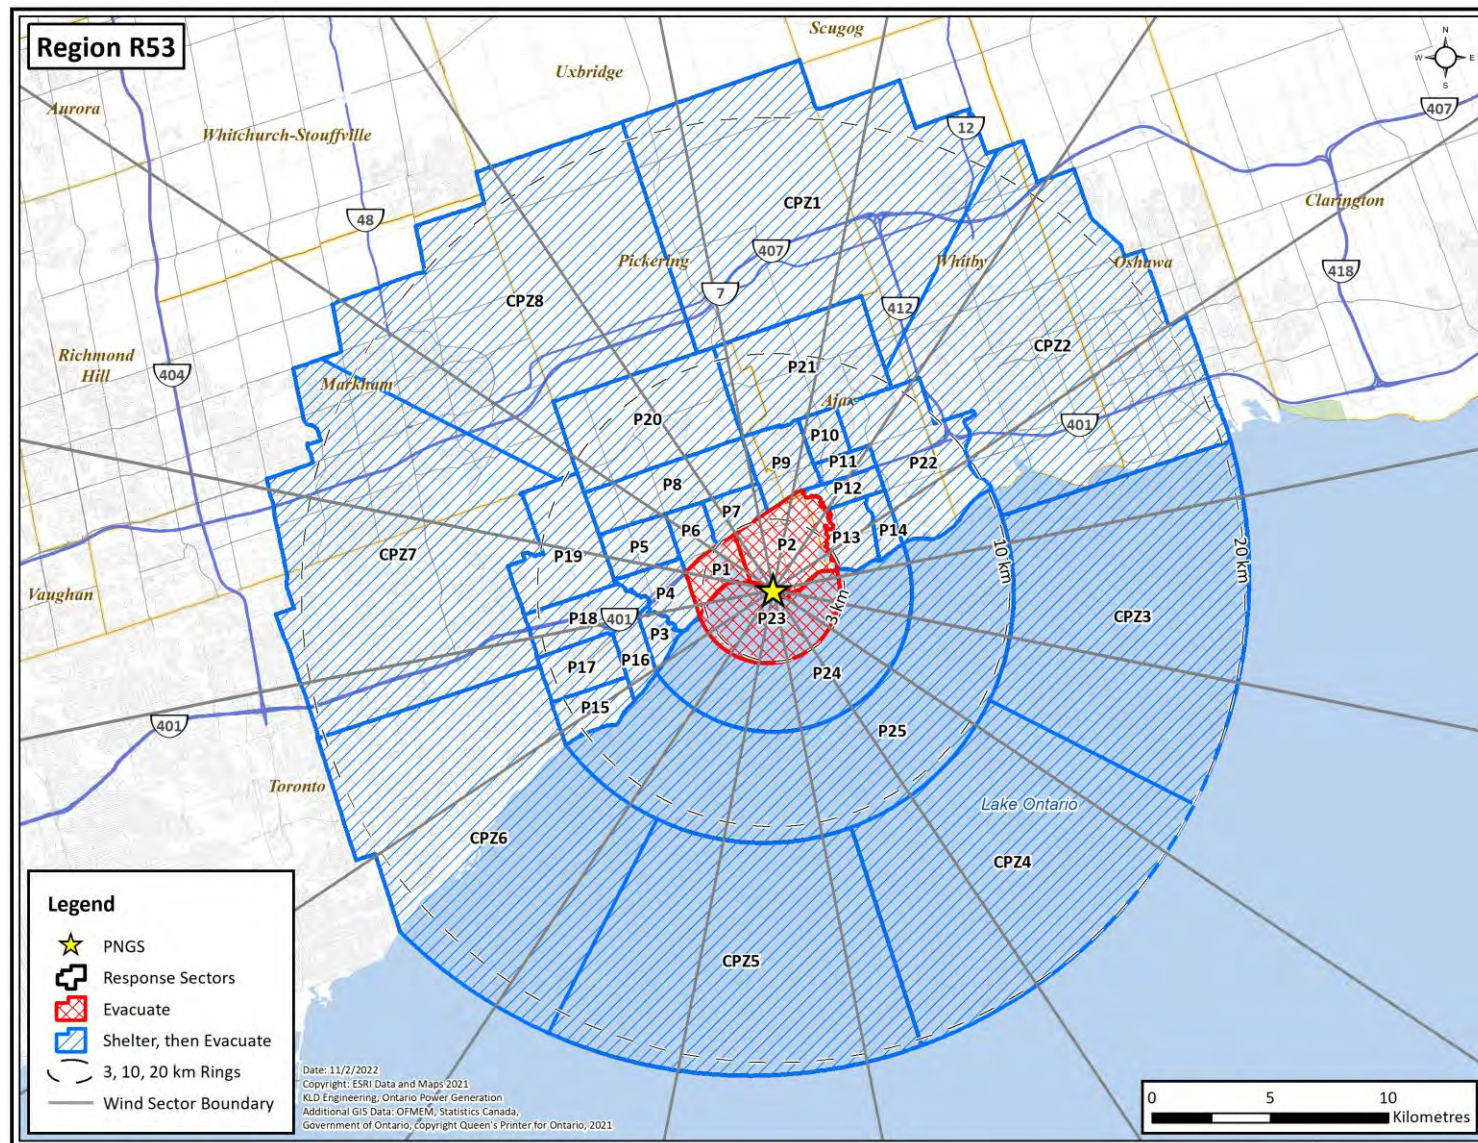 Region R53
Scugog
Uxbridge
N
W
E
S
Aurora
Whitchurch-Stouffville
12
407
48
CPZ1
Clarington
407
Pickering
Whitby
Oshawa
418
7
CPZ8
412
Richmond
Hill
404
Markham
CPZ2
P21
Ajax
P20
401
P10
P9
P11
P22
P8
P12
P7
P6
P13
P14
P5
P2
10 km
20 km
CPZ7
P19
P1
Vaughan
P4
3 km
P18
401
P23
CPZ3
P3
P17
P16
P24
P15
401
P25
Toronto
Lake Ontario
CPZ6
CPZ4
CPZ5
Legend
PNGS
Response Sectors
Evacuate
Shelter, then Evacuate
3, 10, 20 km Rings
Wind Sector Boundary
Date: 11/2/2022
Copyright: ESRI Data and Maps 2021
KLD Engineering, Ontario Power Generation
Additional GIS Data: OFMEM, Statistics Canada,
Government of Ontario, copyright Queen's Printer for Ontario, 2021
0 5 10
Kilometres